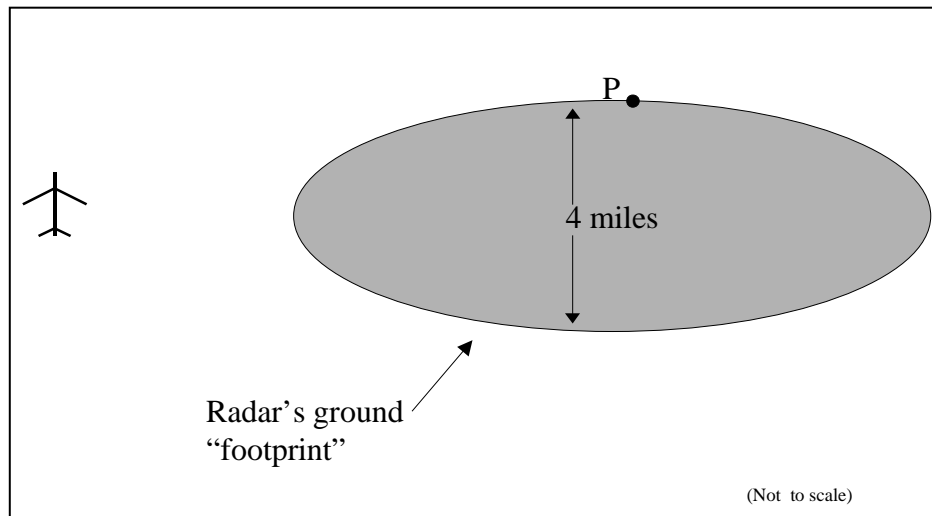 P
4 miles
Radar’s ground
“footprint”
(Not to scale)